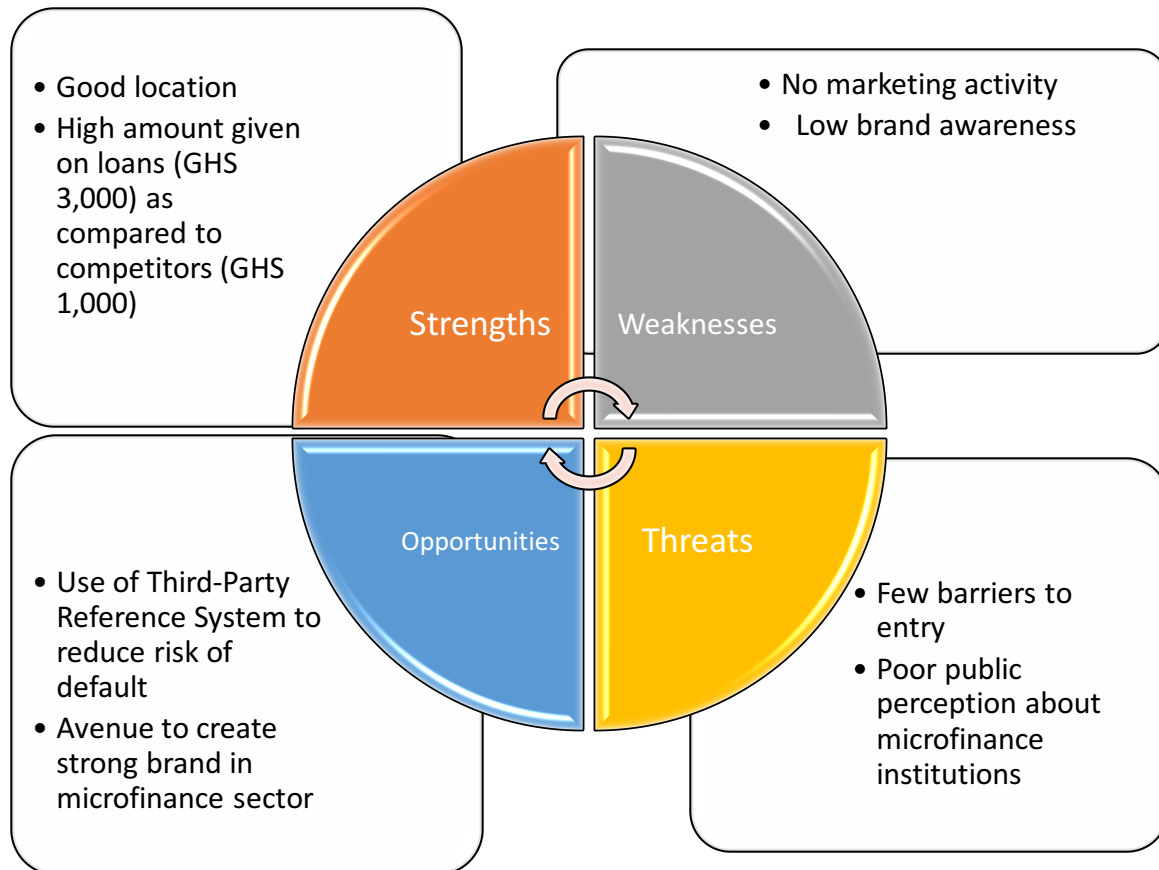 • Good location
• High amount given
on loans (GHS
3,000) as
compared to
competitors (GHS
1,000)
• No marketing activity
• Low brand awareness
Strengths
Weaknesses
Opportunities
Threats
• Use of Third-Party
Reference System to
reduce risk of
default
• Avenue to create
strong brand in
microfinance sector
• Few barriers to
entry
• Poor public
perception about
microfinance
institutions